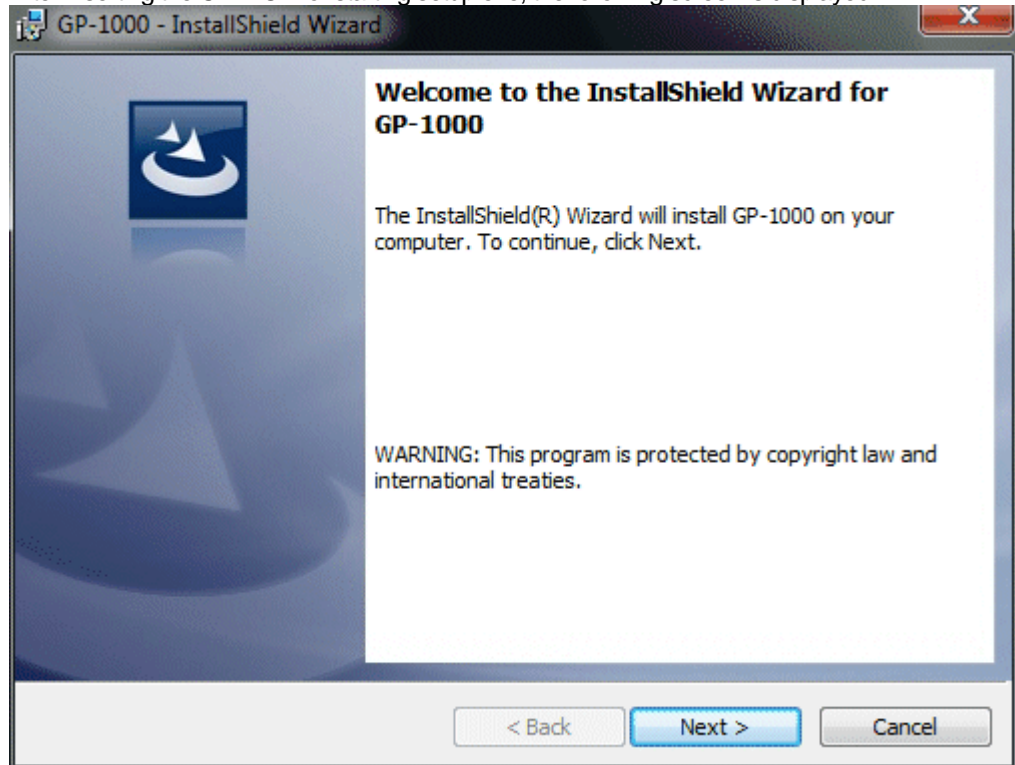 GP-1000 - InstallShield Wizard
Welcome to the InstallShield Wizard for
GP-1000
The InstallShield(R) Wizard will install GP-1000 on your
computer. To continue, click Next.
WARNING: This program is protected by copyright law and
international treaties.
< Back
Next >
Cancel